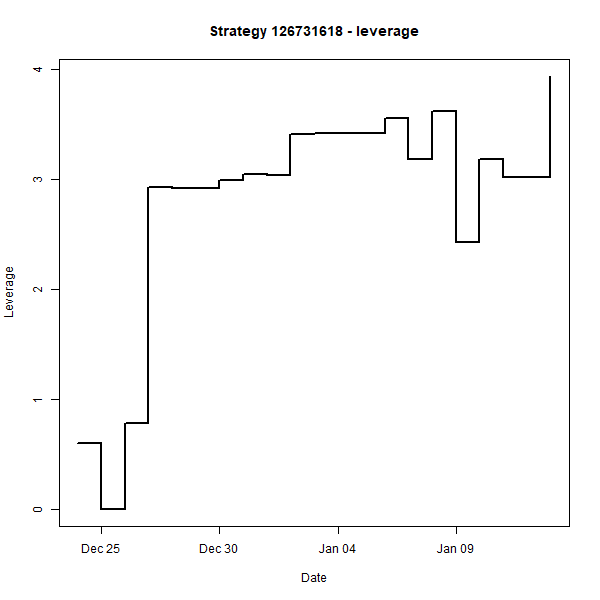 Strategy 126731618 - leverage
4
3
2
1
0
Leverage
Dec 25
Dec 30
Jan 04
Jan 09
Date